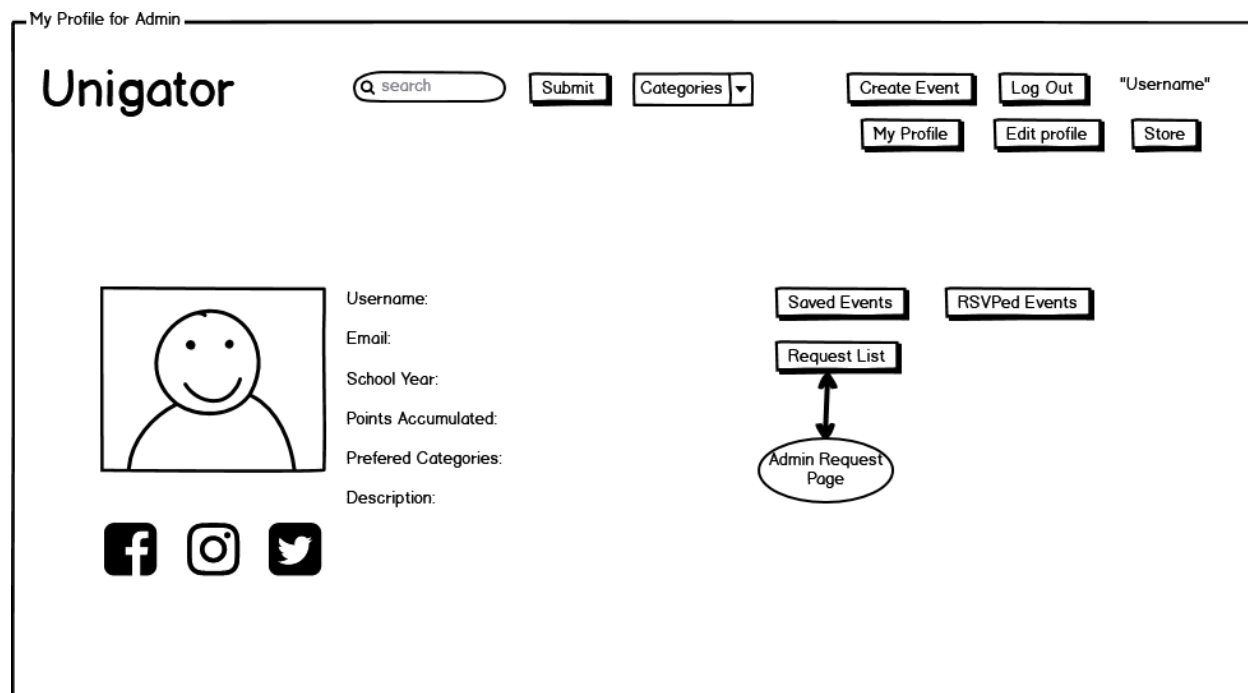 My Profile for Admin
Unigator
search
Submit
Categories
Create Event
Log Out
"Username"
My Profile
Edit profile
Store
Username:
Email:
School Year:
Points Accumulated:
Prefered Categories:
Description:
Saved Events
RSVPed Events
Request List
Admin Request
Page